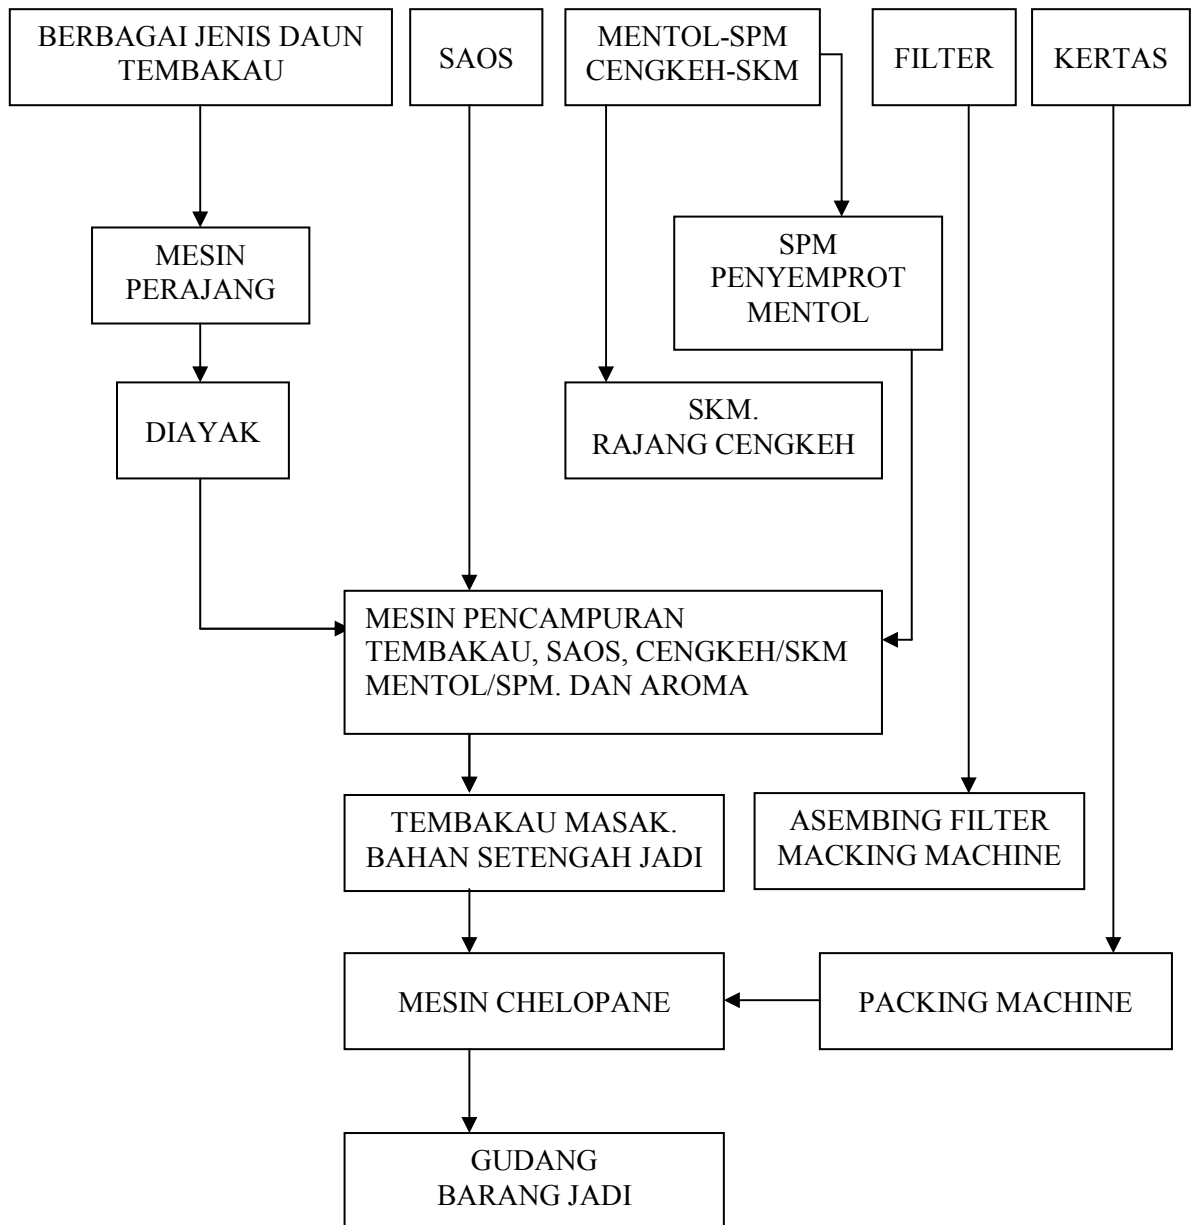 BERBAGAI JENIS DAUN
TEMBAKAU
SAOS
MENTOL-SPM
CENGKEH-SKM
FILTER
KERTAS
MESIN
PERAJANG
SPM
PENYEMPROT
MENTOL
DIAYAK
SKM.
RAJANG CENGKEH
MESIN PENCAMPURAN
TEMBAKAU, SAOS, CENGKEH/SKM
MENTOL/SPM. DAN AROMA
TEMBAKAU MASAK.
BAHAN SETENGAH JADI
ASEMBING FILTER
MACKING MACHINE
MESIN CHELOPANE
PACKING MACHINE
GUDANG
BARANG JADI